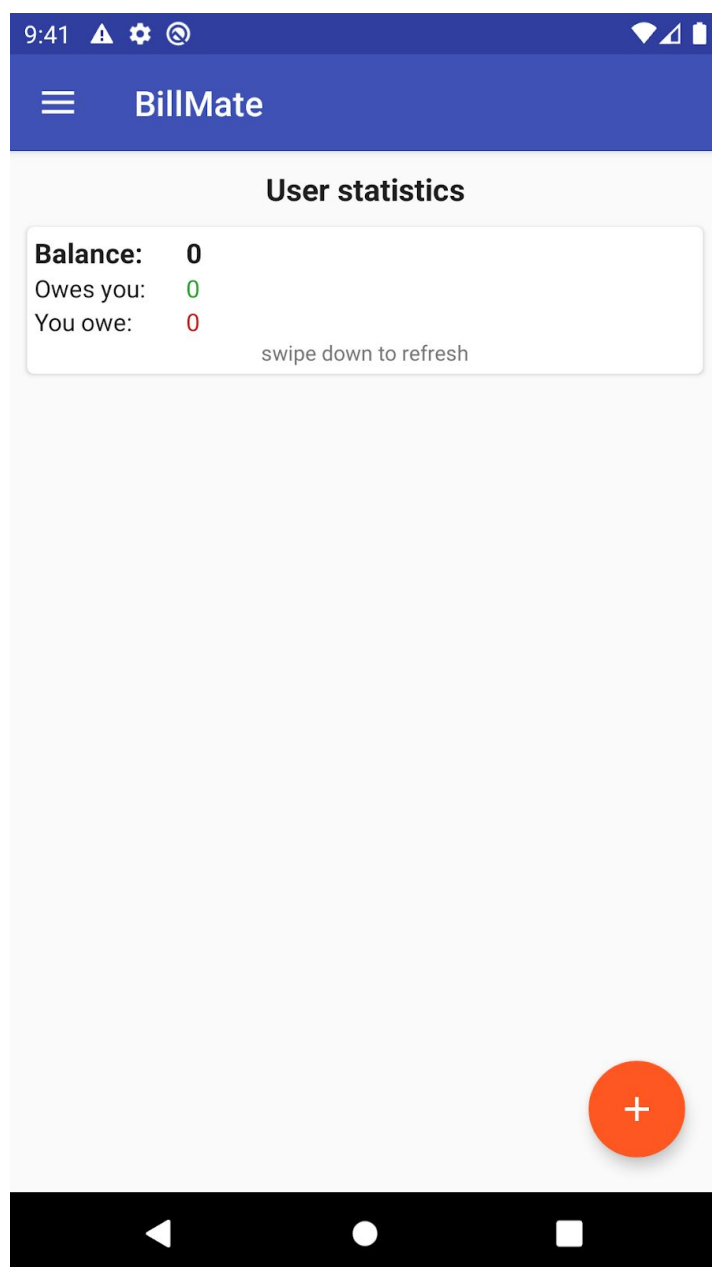 9:41
BillMate
User statistics
Balance: 0
Owes you: 0
You owe: 0
swipe down to refresh